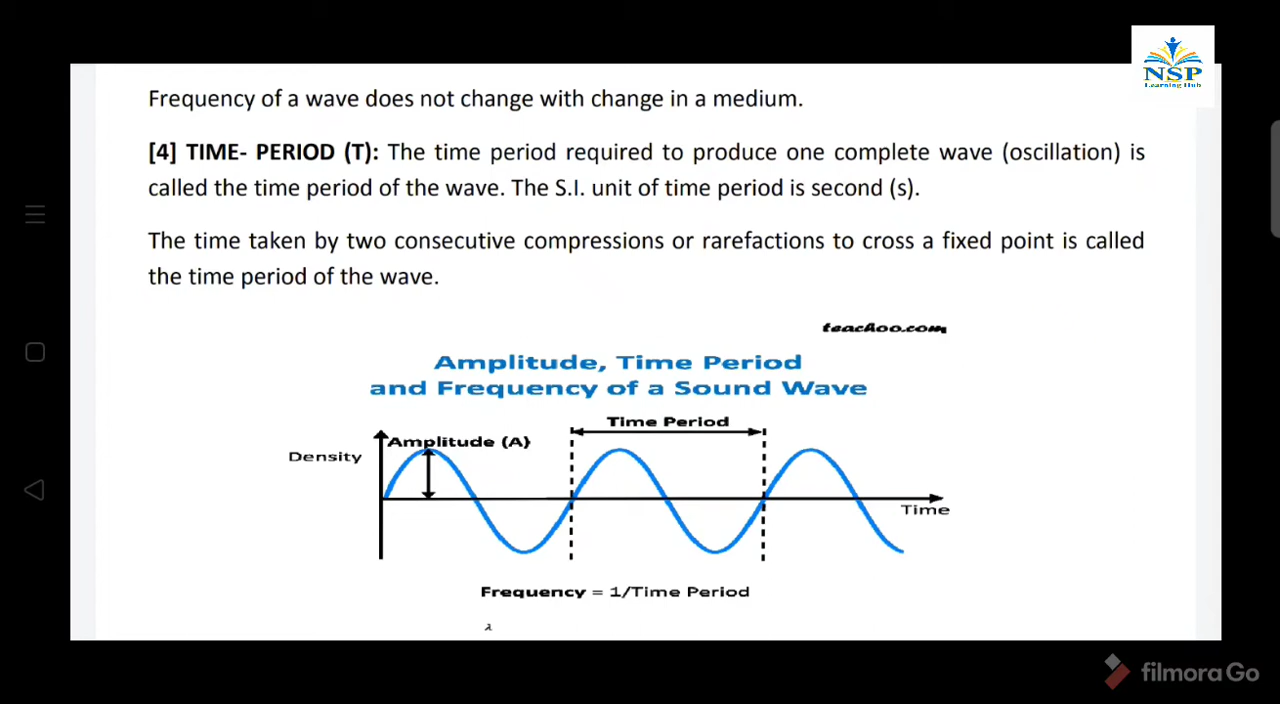 NSP
Learning Hub
Frequency of a wave does not change with change in a medium.
[4] TIME- PERIOD (T): The time period required to produce one complete wave (oscillation) is
called the time period of the wave. The S.I. unit of time period is second (s).
The time taken by two consecutive compressions or rarefactions to cross a fixed point is called
the time period of the wave.
teachoo.com
Amplitude, Time Period
and Frequency of a Sound Wave
Time Period
Amplitude (A)
Density
Time
Frequency = 1/Time Period
filmora Go